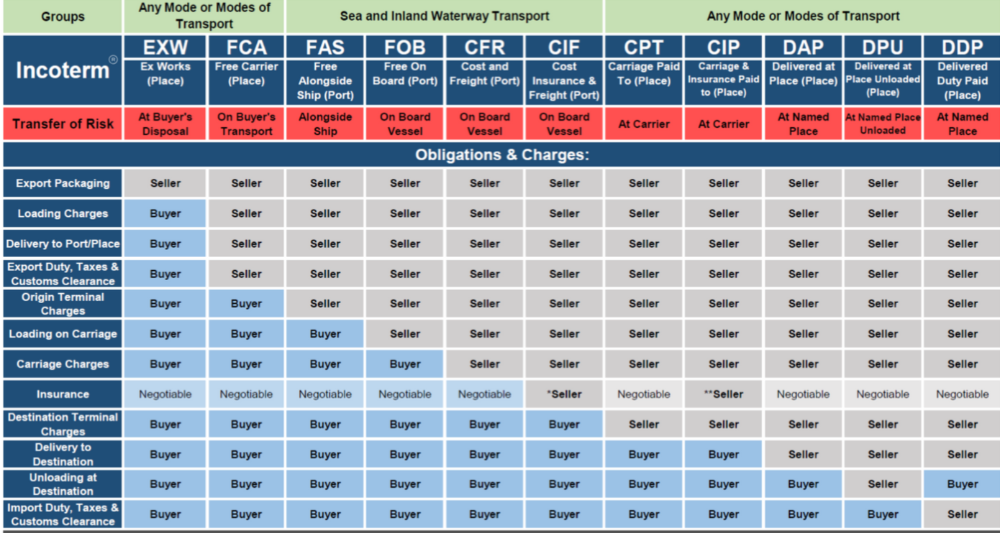 Groups
Any Mode or Modes of
Transport
Sea and Inland Waterway Transport
Any Mode or Modes of Transport
Incoterm®
EXW
Ex Works
(Place)
FCA
Free Carrier
(Place)
FAS
Free
Alongside
Ship (Port)
FOB
Free On
Board (Port)
CFR
Cost and
Freight (Port)
CIF
Cost
Insurance &
Freight (Port)
CPT
Carriage Paid
To (Place)
CIP
Carriage &
Insurance Paid
to (Place)
DAP
Delivered at
Place (Place)
DPU
Delivered at
Place Unloaded
(Place)
DDP
Delivered
Duty Paid
(Place)
Transfer of Risk
At Buyer's
Disposal
On Buyer's
Transport
Alongside
Ship
On Board
Vessel
On Board
Vessel
On Board
Vessel
At Carrier
At Carrier
At Named
Place
At Named Place
Unloaded
At Named
Place
Obligations & Charges:
Export Packaging
Seller Seller Seller Seller Seller Seller Seller Seller Seller Seller Seller
Loading Charges
Buyer Seller Seller Seller Seller Seller Seller Seller Seller Seller Seller
Delivery to Port/Place
Buyer Seller Seller Seller Seller Seller Seller Seller Seller Seller Seller
Export Duty, Taxes &
Customs Clearance
Buyer Seller Seller Seller Seller Seller Seller Seller Seller Seller Seller
Origin Terminal
Charges
Buyer Buyer Seller Seller Seller Seller Seller Seller Seller Seller Seller
Loading on Carriage
Buyer Buyer Buyer Seller Seller Seller Seller Seller Seller Seller Seller
Carriage Charges
Buyer Buyer Buyer Buyer Seller Seller Seller Seller Seller Seller Seller
Insurance
Negotiable Negotiable Negotiable Negotiable Negotiable *Seller Negotiable **Seller Negotiable Negotiable Negotiable
Destination Terminal
Charges
Buyer Buyer Buyer Buyer Buyer Buyer Seller Seller Seller Seller Seller
Delivery to
Destination
Buyer Buyer Buyer Buyer Buyer Buyer Buyer Buyer Seller Seller Seller
Unloading at
Destination
Buyer Buyer Buyer Buyer Buyer Buyer Buyer Buyer Buyer Seller Buyer
Import Duty, Taxes &
Customs Clearance
Buyer Buyer Buyer Buyer Buyer Buyer Buyer Buyer Buyer Buyer Seller